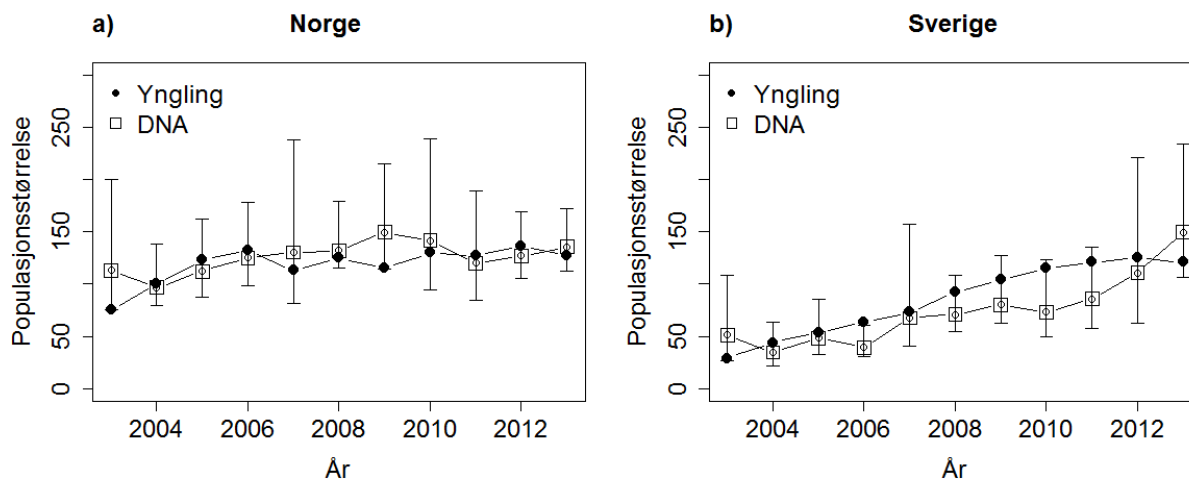 a) Norge
Populasjonsstørrelse
0 50 150 250
Yngling
DNA
2004 2006 2008 2010 2012
År
b) Sverige
Populasjonsstørrelse
0 50 150 250
Yngling
DNA
2004 2006 2008 2010 2012
År